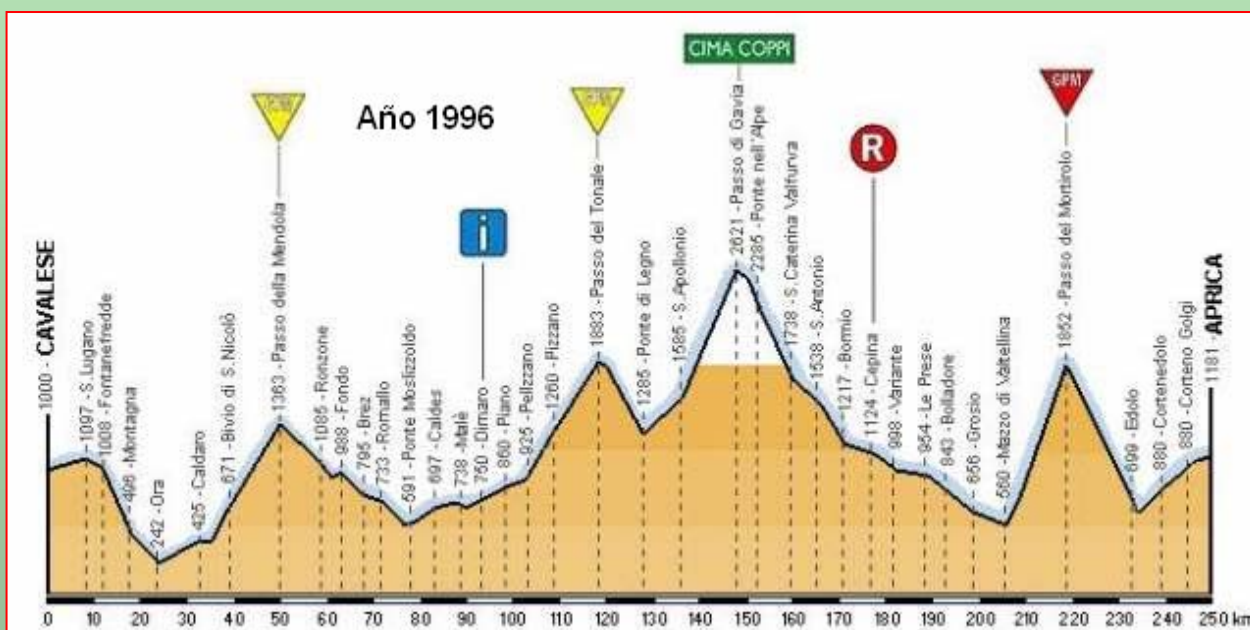 CIMA COPPI
GPM
Año 1996
R
i
1000 - CAVALESE
1097 - S.Lugano
1008 - Fontanefredde
496 - Montagna
242 - Ora
425 - Caldaro
671 - Bivio di S.Nicolò
1363 - Passo della Mendola
1085 - Ronzone
988 - Fondo
795 - Brez
733 - Romallo
591 - Ponte Moslizzoldo
697 - Caldes
738 - Malè
750 - Dimaro
860 - Piano
925 - Pellzzano
1260 - Pizzano
1883 - Passo del Tonale
1285 - Ponte di Legno
1585 - S.Apollonio
2621 - Passo di Gavia
2285 - Ponte nell'Alpe
1738 - S.Caterina Valfurva
1538 - S.Antonio
1217 - Bormio
1124 - Cepina
998 - Variante
954 - Le Prese
843 - Bolladore
656 - Grosio
560 - Mazzo di Valtellina
1852 - Passo del Mortirolo
699 - Edolo
880 - Cortenedolo
880 - Corteno Golgi
1181 - APRICA
0 10 20 30 40 50 60 70 80 90 100 110 120 130 140 150 160 170 180 190 200 210 220 230 240 250 km